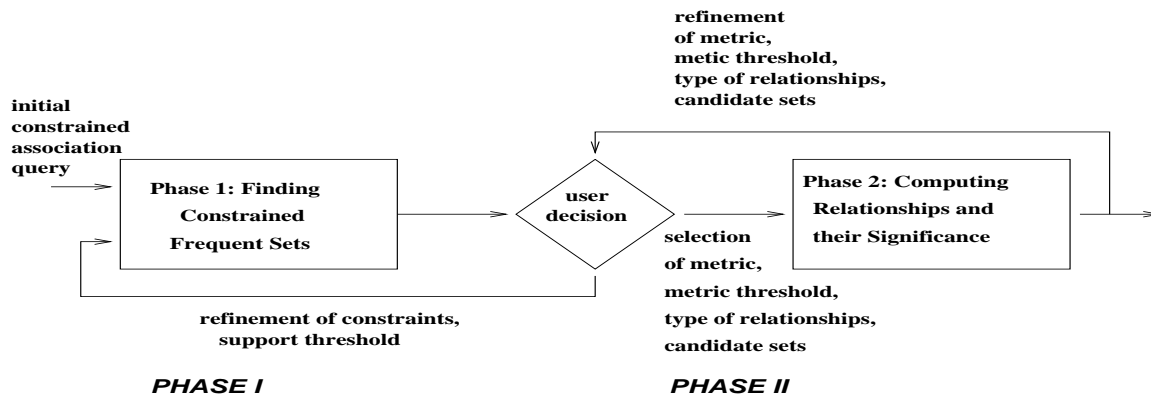 refinement
of metric,
metic threshold,
type of relationships,
candidate sets
initial
constrained
association
query
Phase 1: Finding
Constrained
Frequent Sets
user
decision
Phase 2: Computing
Relationships and
their Significance
selection
of metric,
metric threshold,
type of relationships,
candidate sets
refinement of constraints,
support threshold
PHASE I
PHASE II